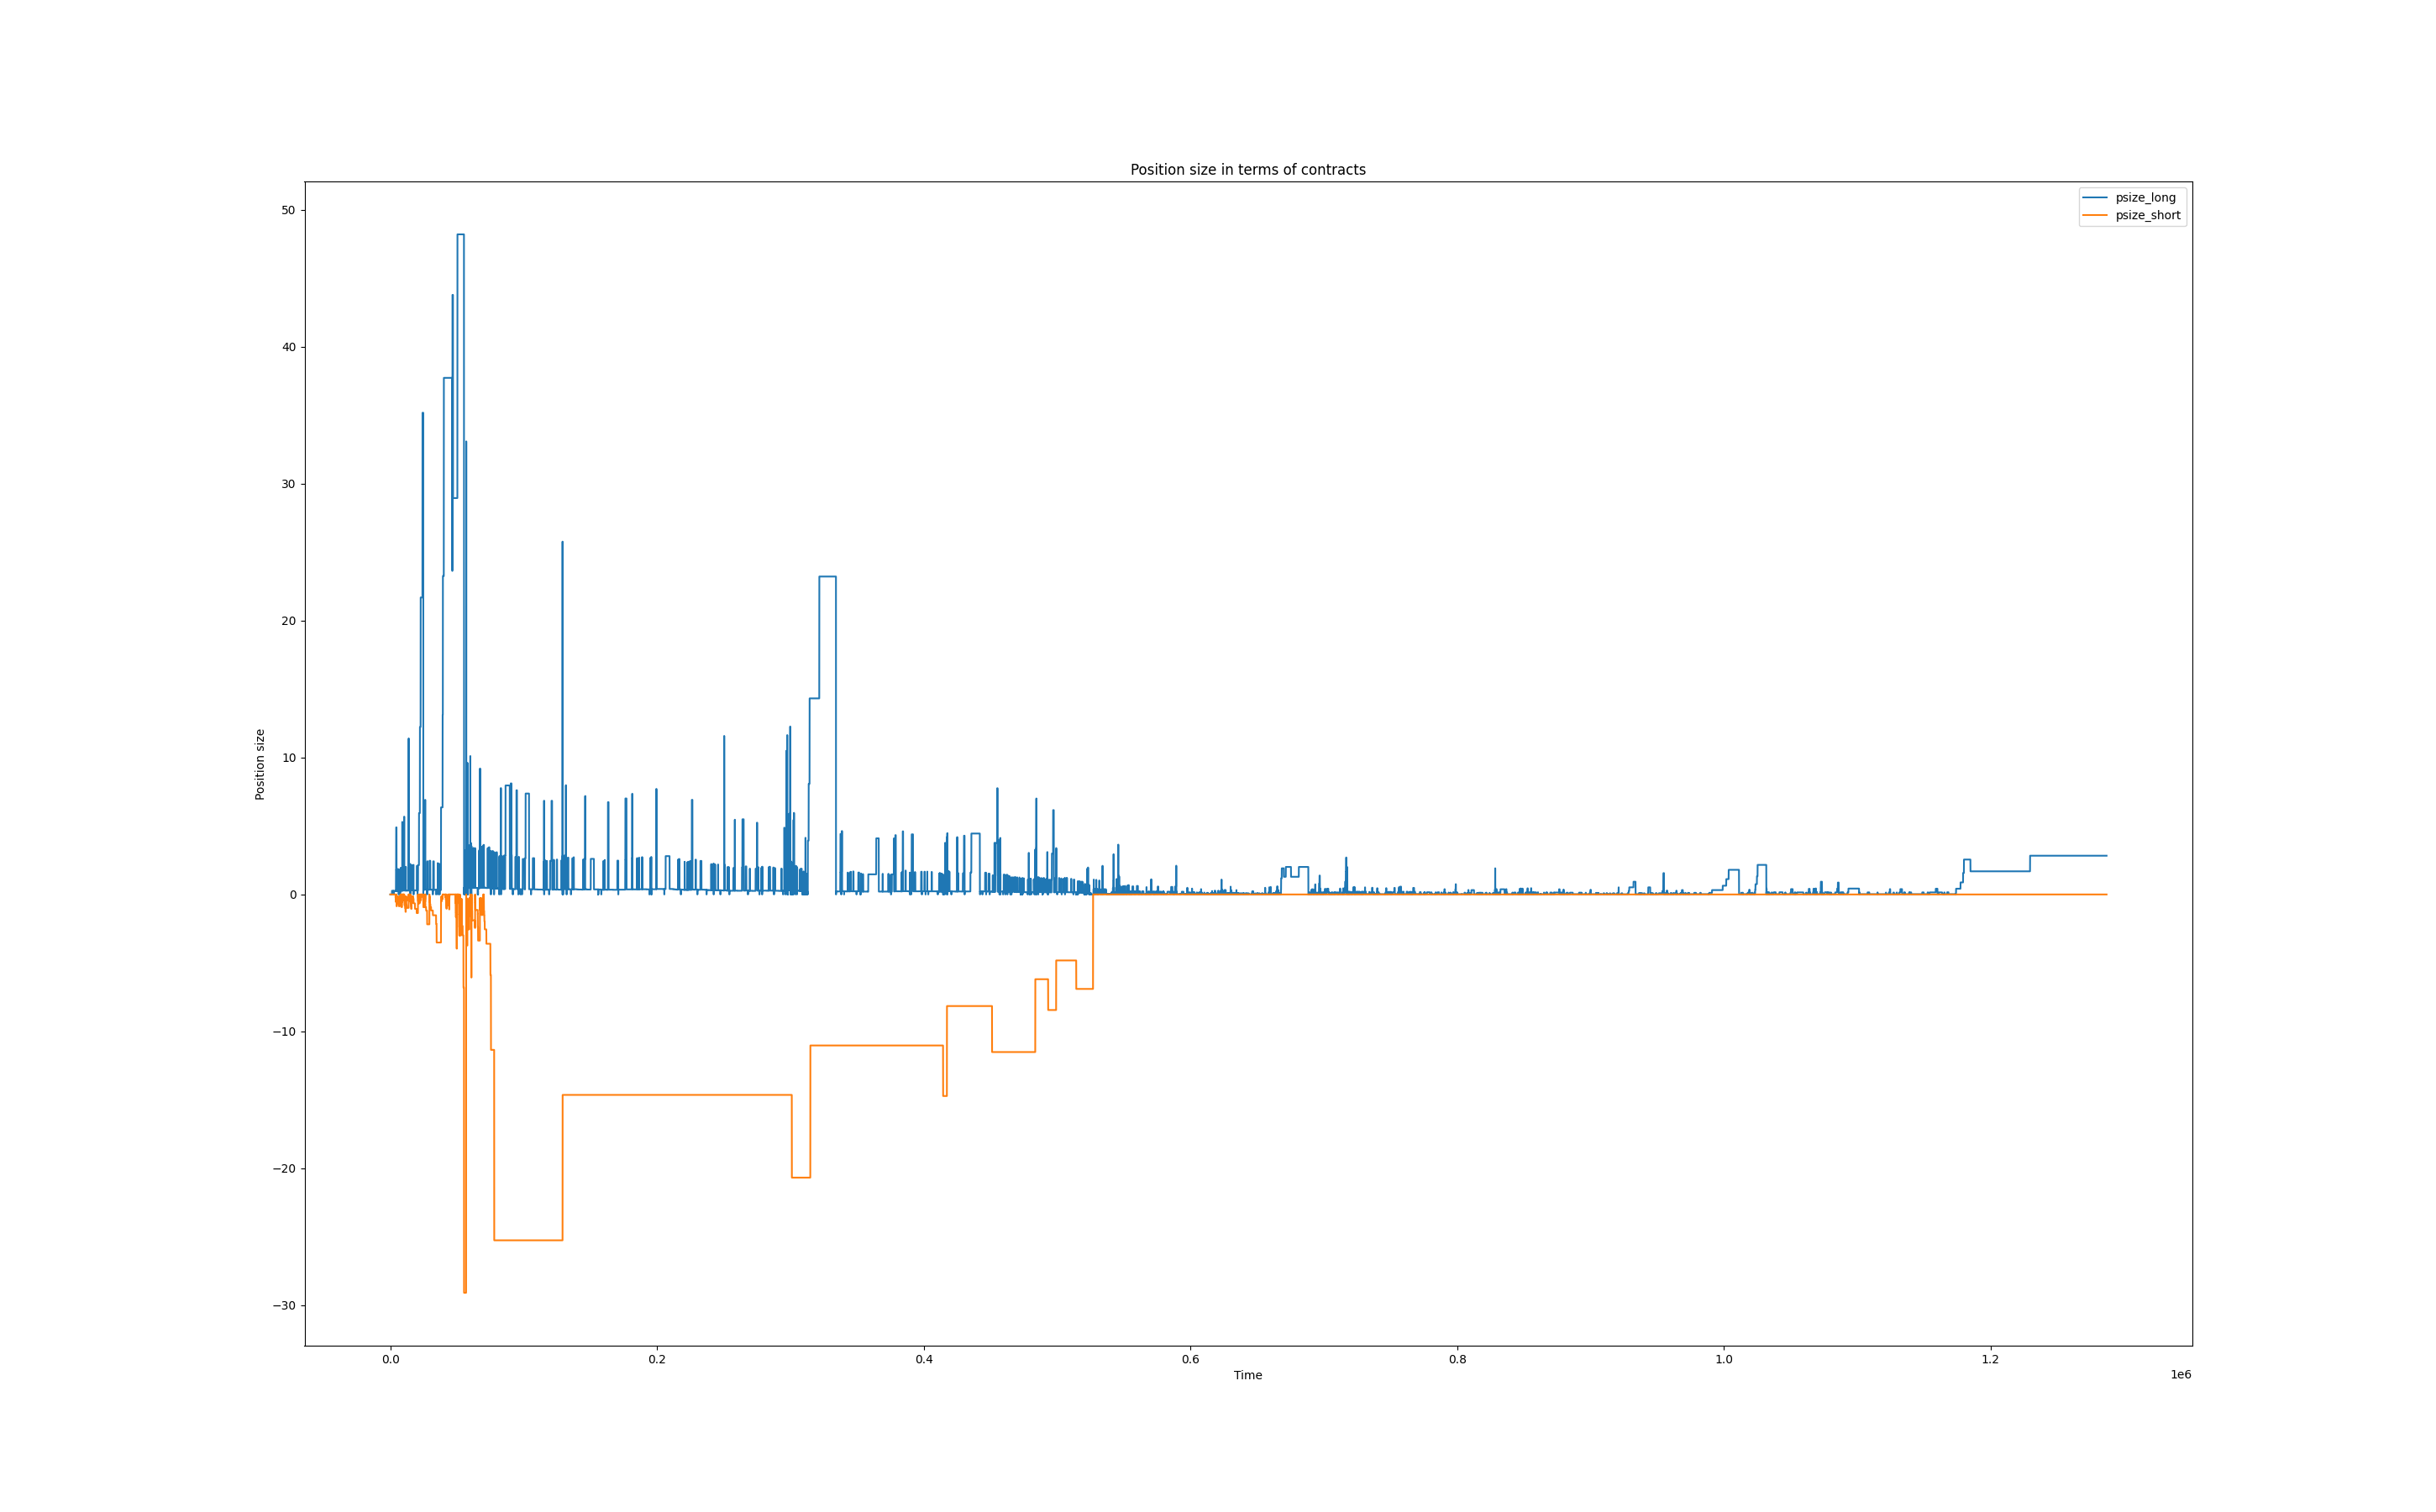 Position size in terms of contracts
psize_long
psize_short
Position size
50
40
30
20
10
0
−10
−20
−30
0.0 0.2 0.4 0.6 0.8 1.0 1.2
1e6
Time